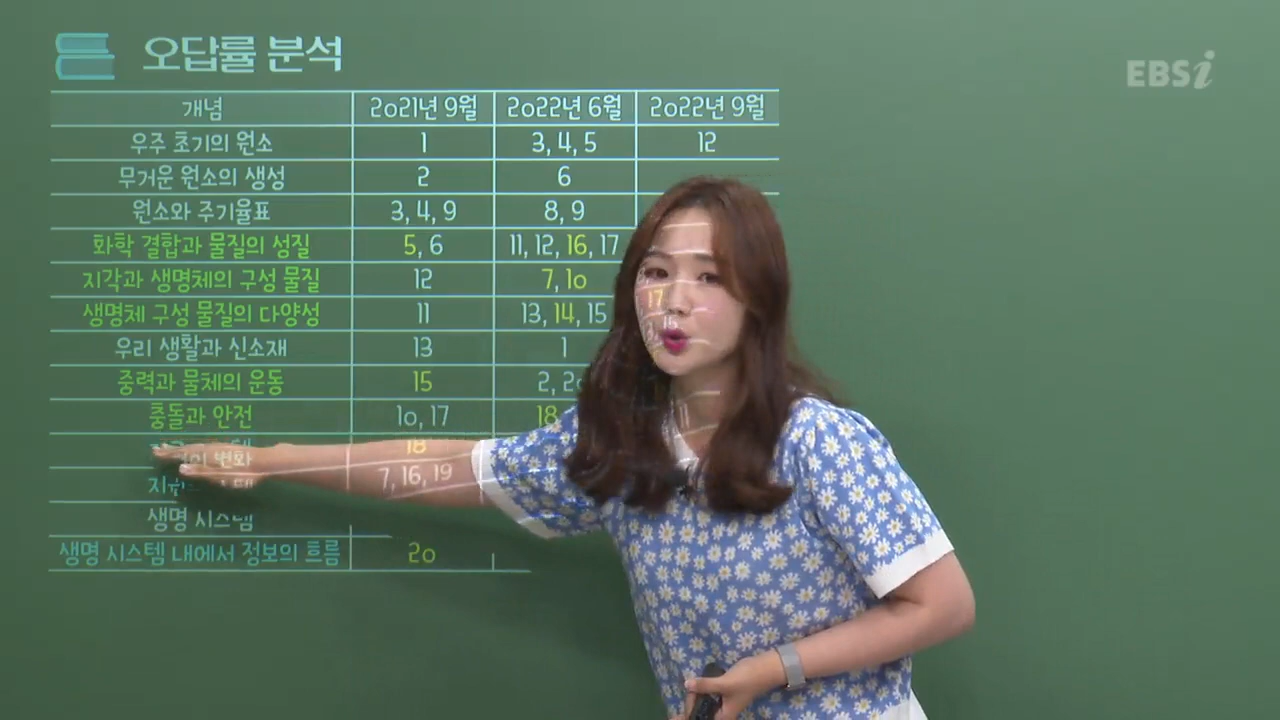 오답률 분석
EBSi
개념 2021년 9월 2022년 6월 2022년 9월
우주 초기의 원소 1 3, 4, 5 12
무거운 원소의 생성 2 6
원소와 주기율표 3, 4, 9 8, 9
화학 결합과 물질의 성질 5, 6 11, 12, 16, 17
지각과 생명체의 구성 물질 12 7, 10
생명체 구성 물질의 다양성 11 13, 14, 15 17
우리 생활과 신소재 13 1
중력과 물체의 운동 15 2,
충돌과 안전 10, 17 18
변화 18
7, 16, 19
생명 시스템
생명 시스템 내에서 정보의 흐름 20